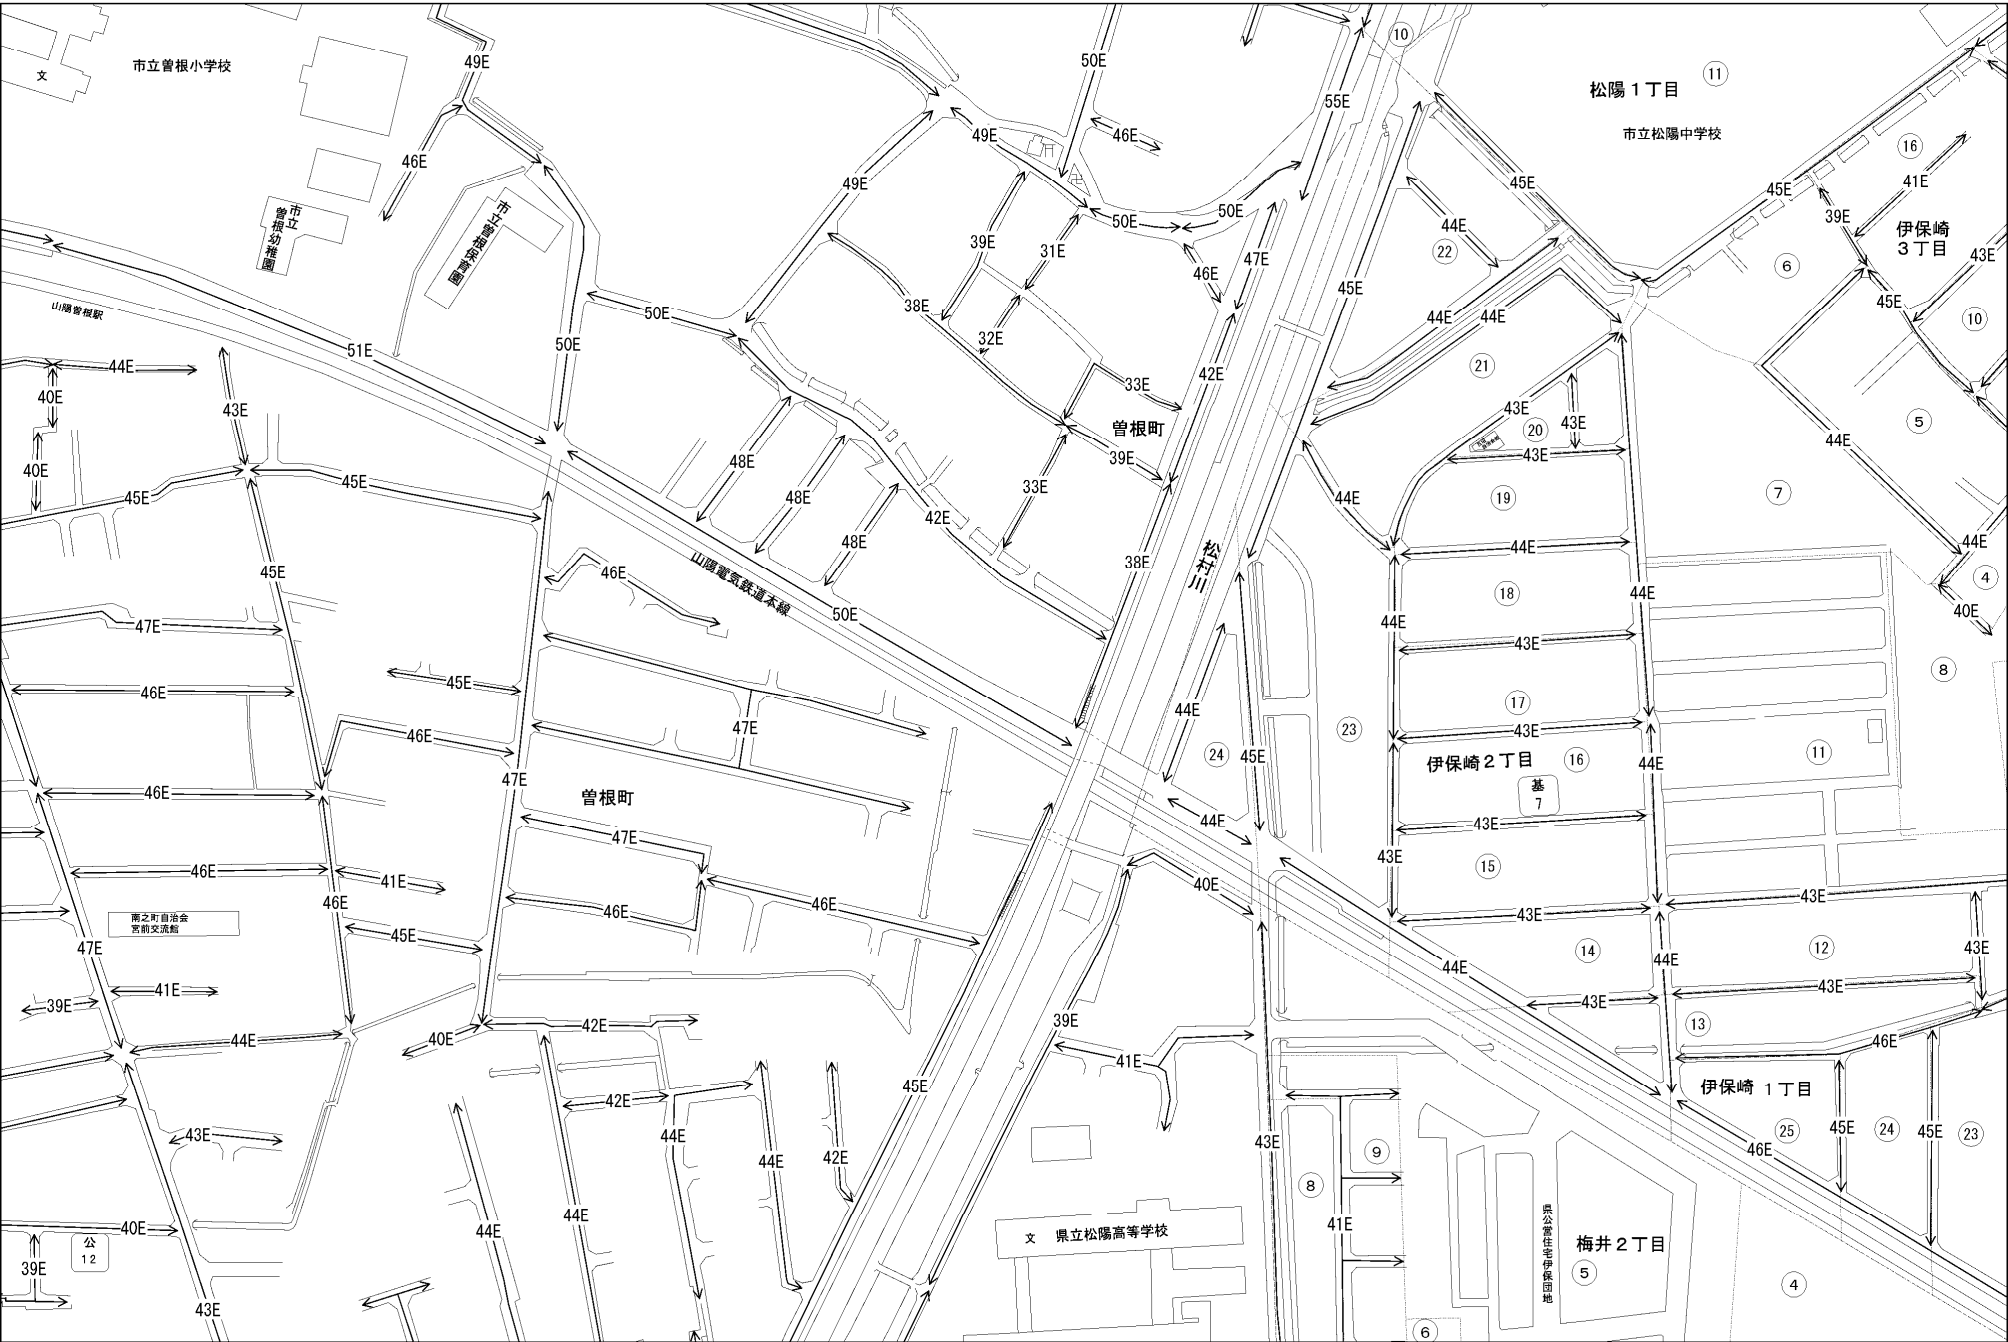 市立曽根小学校
文
49E
50E
⑩
⑪
松陽1丁目
市立松陽中学校
55E
46E
49E
46E
⑯
49E
45E
45E
41E
39E
伊保崎
3丁目
市立
曽根幼稚園
市立曽根保育園
50E
50E
44E
㉒
39E
31E
46E
47E
⑥
43E
45E
45E
山陽曽根駅
50E
38E
44E
44E
⑩
51E
50E
32E
42E
㉑
44E
40E
43E
33E
43E
43E
⑳
曽根町
⑤
44E
40E
48E
39E
43E
45E
45E
48E
33E
44E
⑲
⑦
48E
42E
松村川
44E
44E
38E
45E
46E
山陽電気鉄道本線
④
40E
44E
⑱
44E
47E
50E
43E
45E
⑧
46E
44E
⑰
46E
47E
㉓
43E
㉔
45E
伊保崎2丁目
⑯
44E
⑪
47E
基
7
46E
曽根町
44E
43E
47E
46E
41E
43E
⑮
40E
46E
46E
46E
43E
43E
南之町自治会
宮前交流館
45E
47E
⑭
44E
⑫
43E
44E
41E
39E
43E
43E
39E
⑬
44E
40E
42E
46E
41E
45E
伊保崎 1丁目
42E
43E
44E
43E
㉕
45E
㉔
45E
㉓
44E
42E
⑨
46E
⑧
44E
44E
41E
40E
公
12
文
県立松陽高等学校
県公営住宅伊保団地
梅井2丁目
39E
⑤
④
43E
⑥